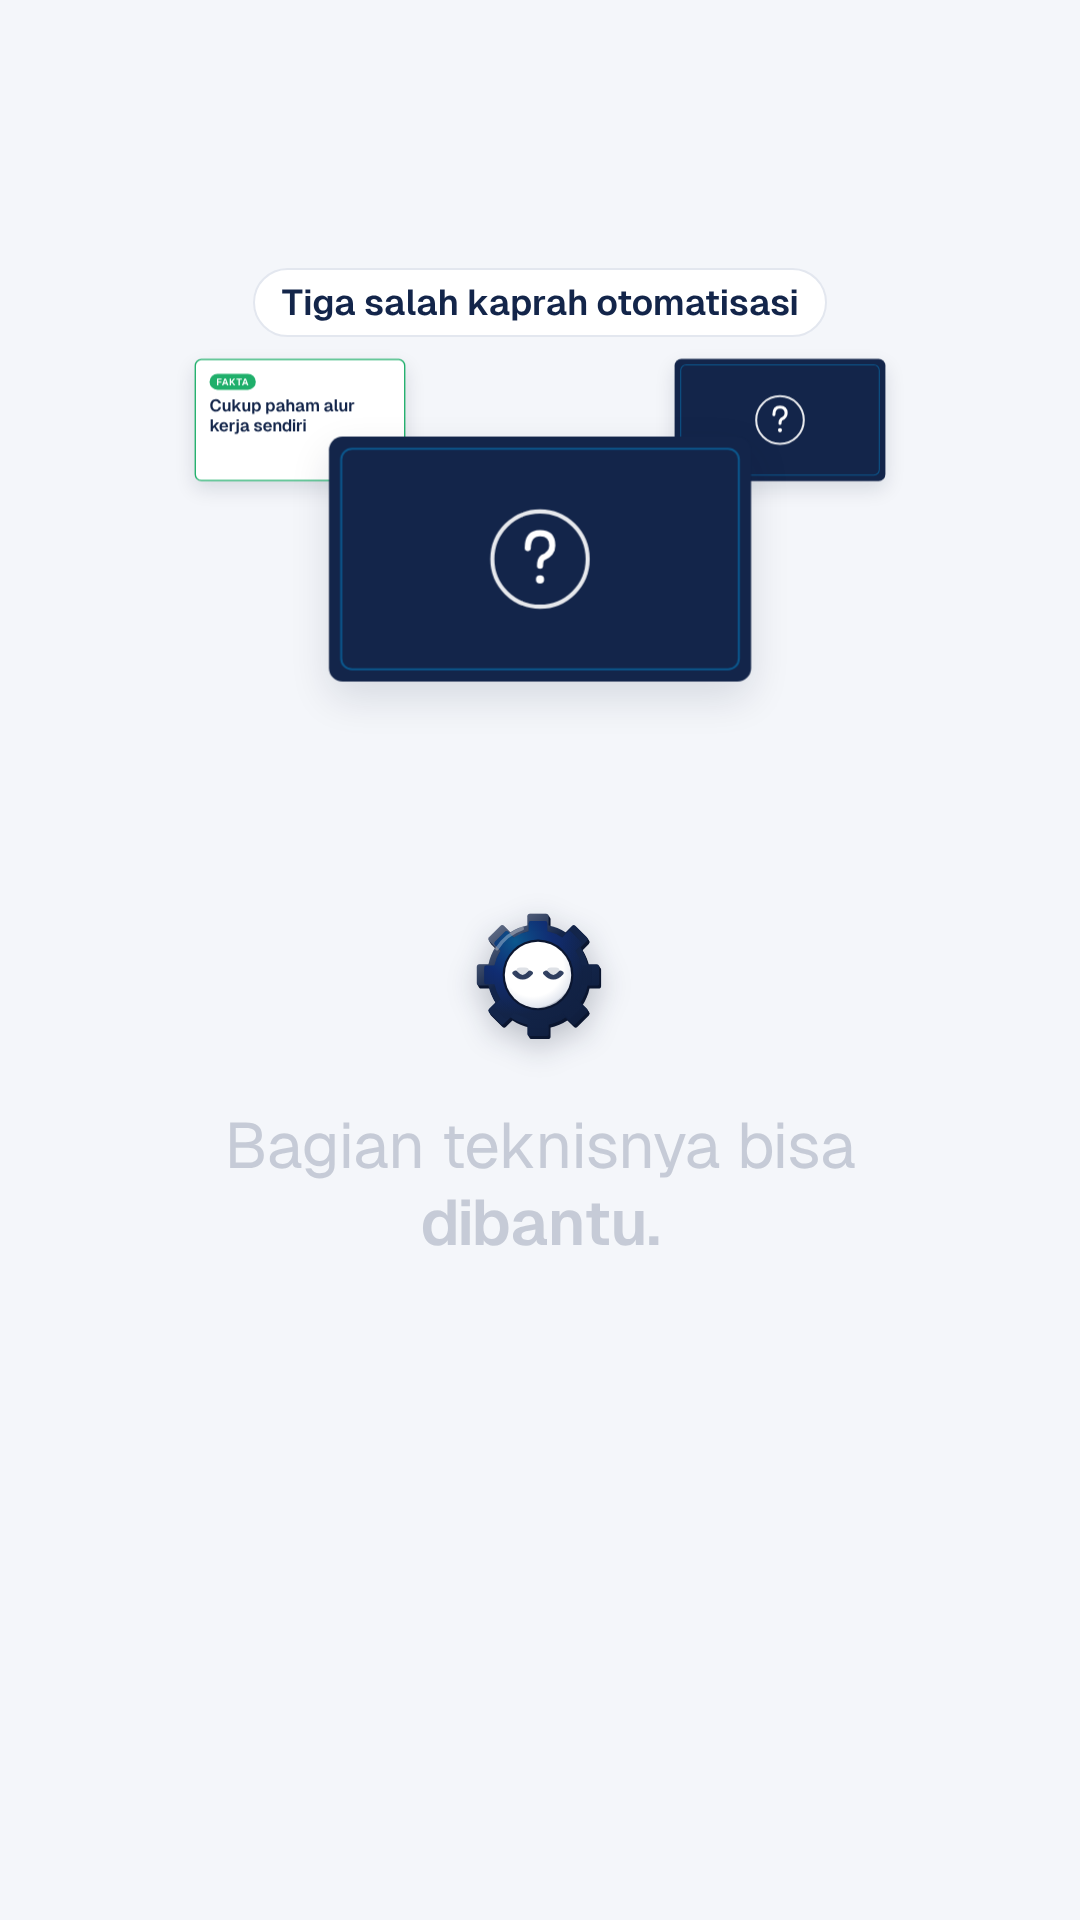 Tiga salah kaprah otomatisasi
FAKTA
Cukup paham alur
kerja sendiri
?
?
Bagian teknisnya bisa
dibantu.